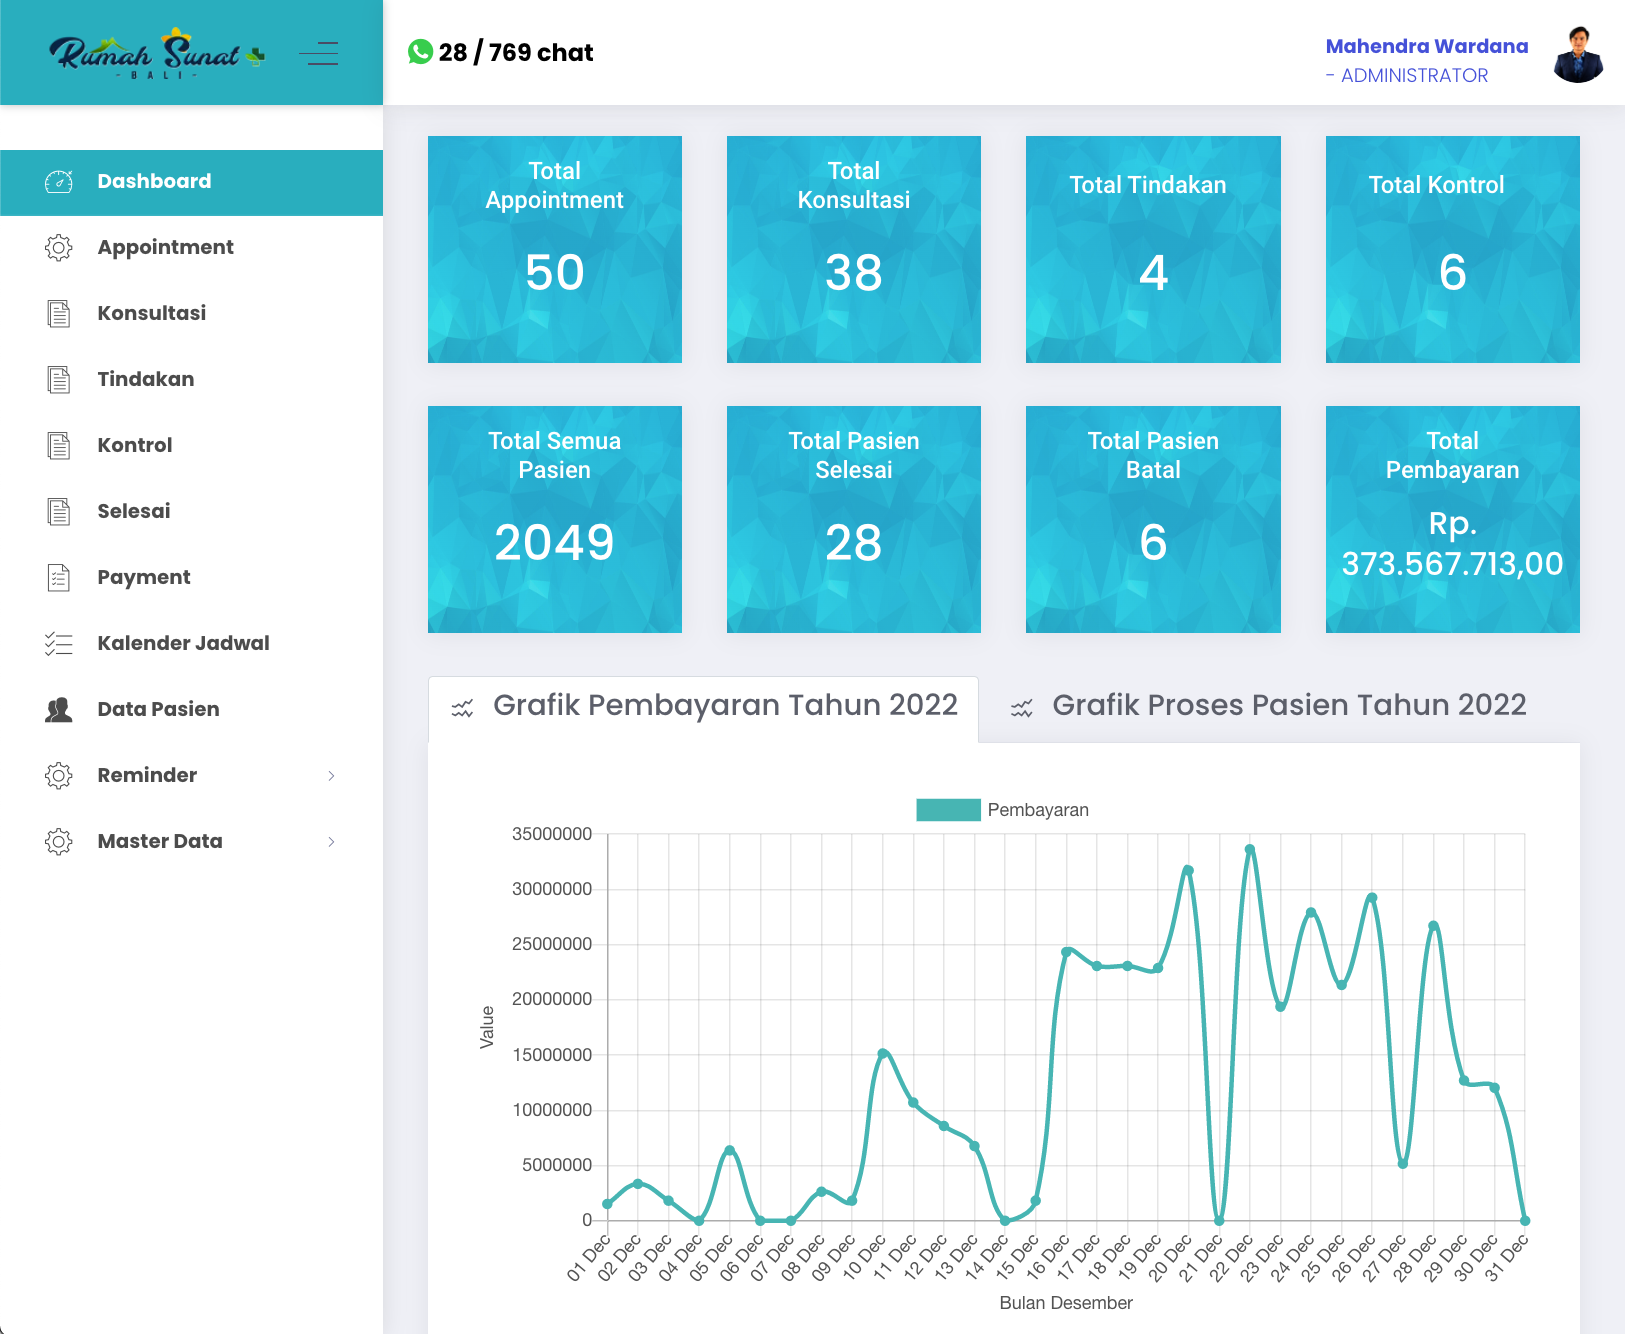 Rumah Sunat
- BALI -
28 / 769 chat
Mahendra Wardana
- ADMINISTRATOR
Dashboard
Appointment
Konsultasi
Tindakan
Kontrol
Selesai
Payment
Kalender Jadwal
Data Pasien
Reminder
Master Data
Total
Appointment
50
Total
Konsultasi
38
Total Tindakan
4
Total Kontrol
6
Total Semua
Pasien
2049
Total Pasien
Selesai
28
Total Pasien
Batal
6
Total
Pembayaran
Rp.
373.567.713,00
Grafik Pembayaran Tahun 2022
Grafik Proses Pasien Tahun 2022
Pembayaran
35000000
30000000
25000000
20000000
15000000
10000000
5000000
0
Value
01 Dec
02 Dec
03 Dec
04 Dec
05 Dec
06 Dec
07 Dec
08 Dec
09 Dec
10 Dec
11 Dec
12 Dec
13 Dec
14 Dec
15 Dec
16 Dec
17 Dec
18 Dec
19 Dec
20 Dec
21 Dec
22 Dec
23 Dec
24 Dec
25 Dec
26 Dec
27 Dec
28 Dec
29 Dec
30 Dec
31 Dec
Bulan Desember